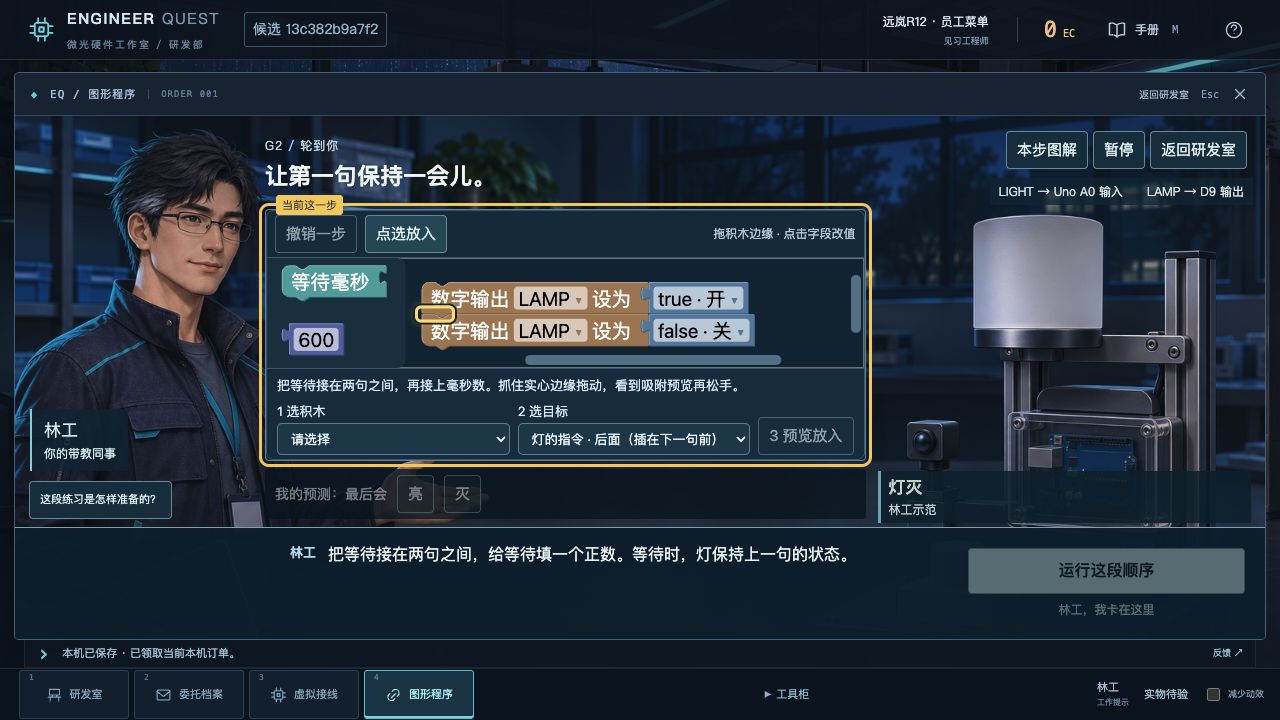 ENGINEER QUEST
微光硬件工作室 / 研发部
候选 13c382b9a7f2
远岚R12 · 员工菜单
见习工程师
0 EC
手册 M
?
EQ / 图形程序 ORDER 001
返回研发室 Esc
G2 / 轮到你
让第一句保持一会儿。
本步图解 暂停 返回研发室
LIGHT → Uno A0 输入 LAMP → D9 输出
当前这一步
撤销一步 点选放入 拖积木边缘 · 点击字段改值
等待毫秒
600
数字输出 LAMP 设为 true · 开
数字输出 LAMP 设为 false · 关
把等待接在两句之间，再接上毫秒数。抓住实心边缘拖动，看到吸附预览再松手。
1 选积木 2 选目标
请选择 灯的指令 · 后面（插在下一句前） 3 预览放入
林工
你的带教同事
这段练习是怎样准备的?
我的预测：最后会 亮 灭
灯灭
林工示范
林工 把等待接在两句之间，给等待填一个正数。等待时，灯保持上一句的状态。
运行这段顺序
林工，我卡在这里
本机已保存 · 已领取当前本机订单。
反馈 ↗
1 研发室
2 委托档案
3 虚拟接线
4 图形程序
工具柜
林工
工作提示
实物待验
减少动效